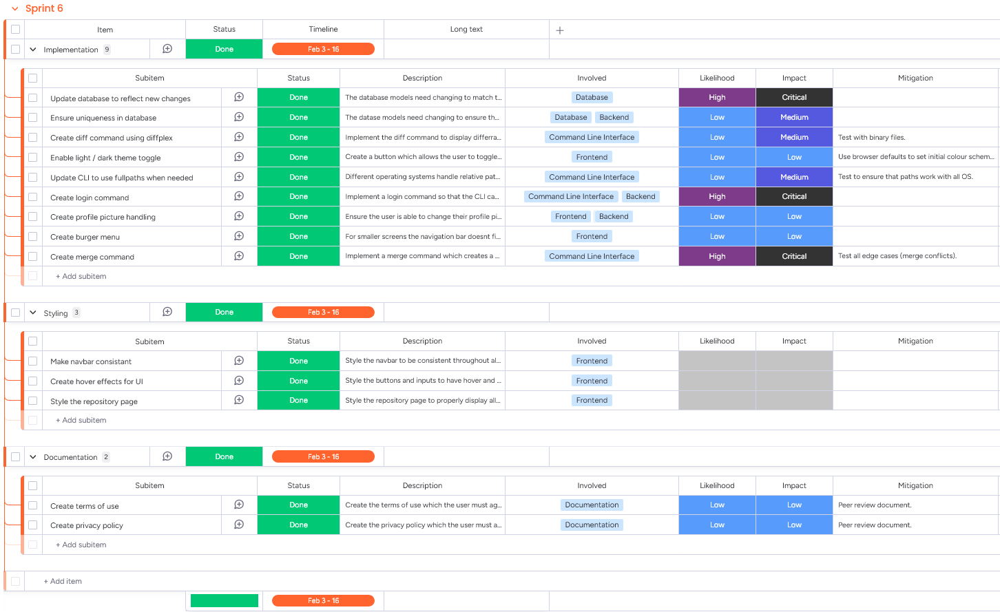 Sprint 6
Item Status Timeline Long text
Implementation 9 Done Feb 3 - 16
Subitem Status Description Involved Likelihood Impact Mitigation
Update database to reflect new changes Done The database models need changing to match t... Database High Critical
Ensure uniqueness in database Done The datase models need changing to ensure th... Database Backend Low Medium
Create diff command using diffplex Done Implement the diff command to display differra... Command Line Interface Low Medium Test with binary files.
Enable light / dark theme toggle Done Create a button which allows the user to toggle... Frontend Low Low Use browser defaults to set initial colour schem...
Update CLI to use fullpaths when needed Done Different operating systems handle relative pat... Command Line Interface Low Medium Test to ensure that paths work with all OS.
Create login command Done Implement a login command so that the CLI ca... Command Line Interface Backend High Critical
Create profile picture handling Done Ensure the user is able to change their profile pi... Frontend Backend Low Low
Create burger menu Done For smaller screens the navigation bar doesnt fi... Frontend Low Low
Create merge command Done Implement a merge command which creates a ... Command Line Interface High Critical Test all edge cases (merge conflicts).
+ Add subitem
Styling 3 Done Feb 3 - 16
Subitem Status Description Involved Likelihood Impact Mitigation
Make navbar consistant Done Style the navbar to be consistent throughout al... Frontend
Create hover effects for UI Done Style the buttons and inputs to have hover and ... Frontend
Style the repository page Done Style the repository page to properly display all... Frontend
+ Add subitem
Documentation 2 Done Feb 3 - 16
Subitem Status Description Involved Likelihood Impact Mitigation
Create terms of use Done Create the terms of use which the user must ag... Documentation Low Low Peer review document.
Create privacy policy Done Create the privacy policy which the user must a... Documentation Low Low Peer review document.
+ Add subitem
+ Add item
Feb 3 - 16